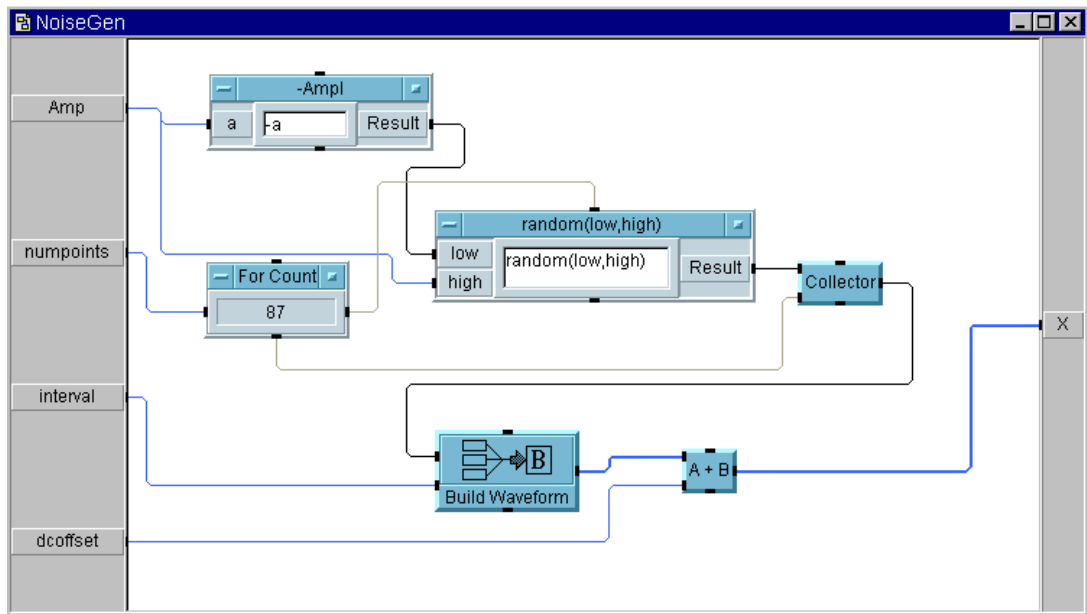 NoiseGen
Amp
-Ampl
a
-a
Result
numpoints
random(low,high)
low
high
random(low,high)
Result
For Count
87
Collector
X
interval
B
Build Waveform
A + B
dcoffset